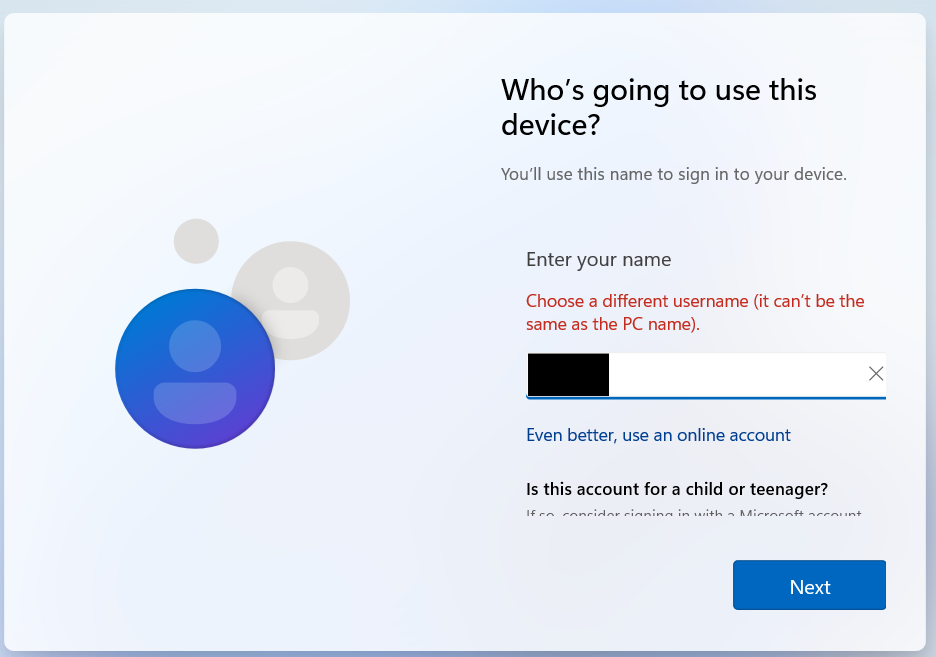 Who’s going to use this
device?
You’ll use this name to sign in to your device.
Enter your name
Choose a different username (it can’t be the
same as the PC name).
Even better, use an online account
Is this account for a child or teenager?
If so, consider signing in with a Microsoft account
Next